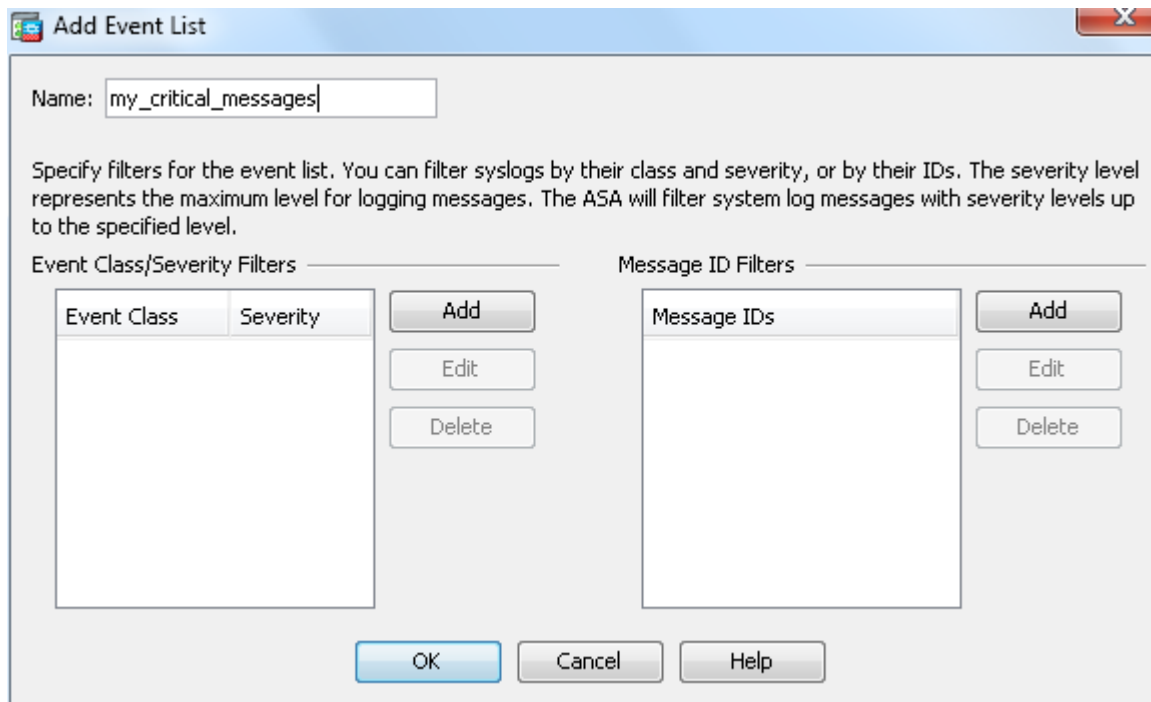 Add Event List
X
Name: my_critical_messages
Specify filters for the event list. You can filter syslogs by their class and severity, or by their IDs. The severity level
represents the maximum level for logging messages. The ASA will filter system log messages with severity levels up
to the specified level.
Event Class/Severity Filters
Event Class Severity
Add
Edit
Delete
Message ID Filters
Message IDs
Add
Edit
Delete
OK Cancel Help